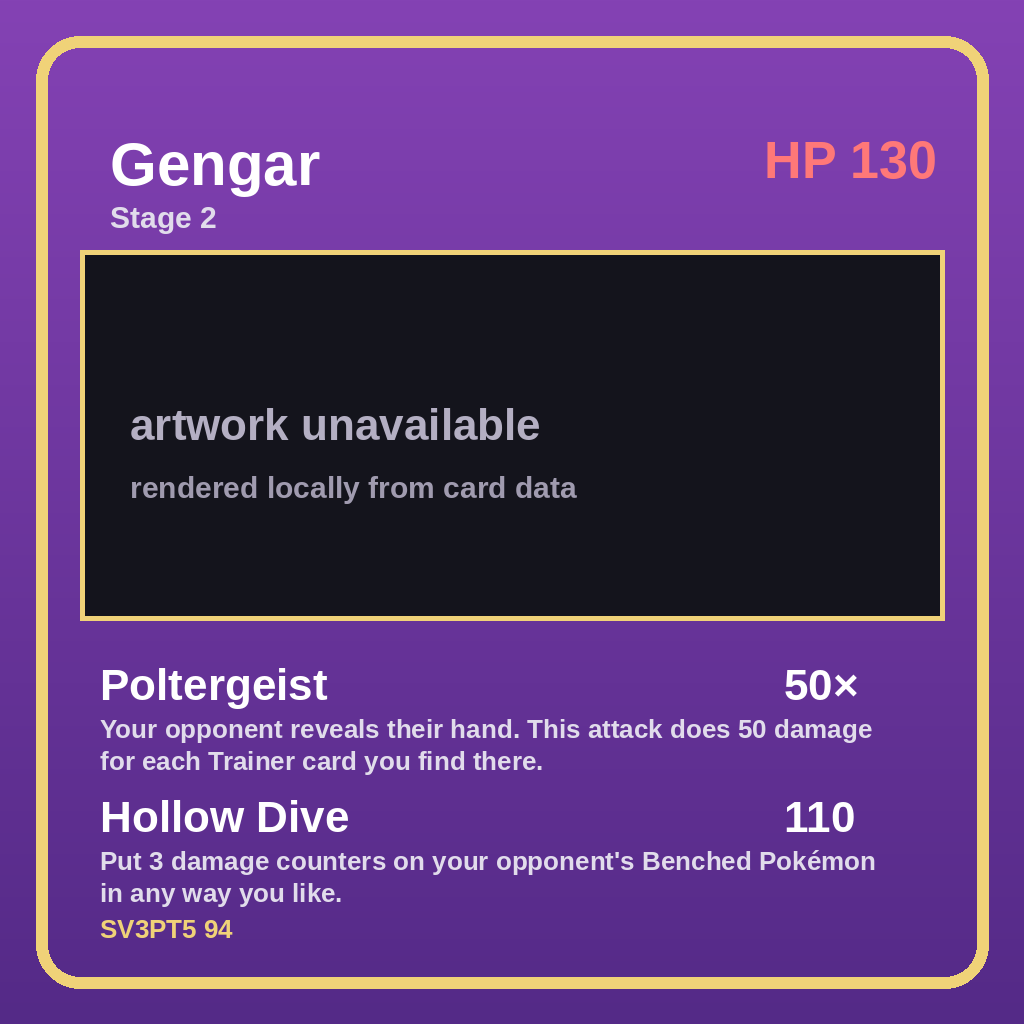 Gengar
HP 130
Stage 2
artwork unavailable
rendered locally from card data
Poltergeist
50×
Your opponent reveals their hand. This attack does 50 damage
for each Trainer card you find there.
Hollow Dive
110
Put 3 damage counters on your opponent's Benched Pokémon
in any way you like.
SV3PT5 94